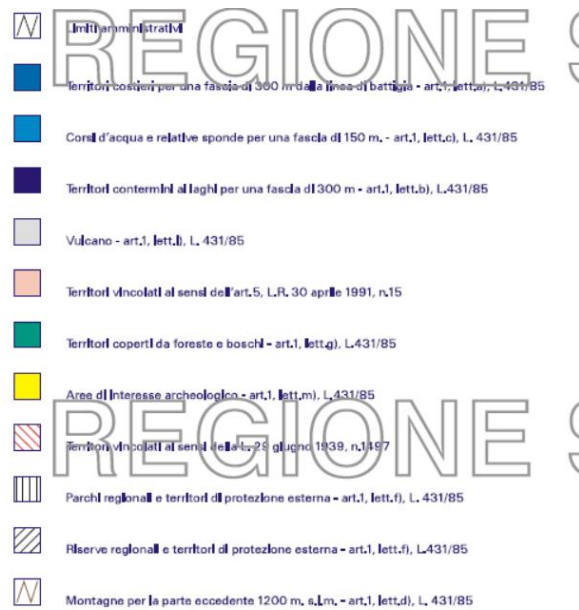 REGIONE S
Limiti amministrativi
Territori costieri per una fascia di 300 m dalla linea di battigia - art.1, lett.a), L.431/85
Corsi d'acqua e relative sponde per una fascia di 150 m. - art.1, lett.c), L. 431/85
Territori contermini ai laghi per una fascia di 300 m - art.1, lett.b), L.431/85
Vulcano - art.1, lett.l), L. 431/85
Territori vincolati ai sensi dell'art.5, L.R. 30 aprile 1991, n.15
Territori coperti da foreste e boschi - art.1, lett.g), L.431/85
Aree di interesse archeologico - art.1, lett.m), L.431/85
REGIONE S
Territori vincolati ai sensi della L. 29 giugno 1939, n.1497
Parchi regionali e territori di protezione esterna - art.1, lett.f), L. 431/85
Riserve regionali e territori di protezione esterna - art.1, lett.f), L.431/85
Montagne per la parte eccedente 1200 m. s.l.m. - art.1, lett.d), L. 431/85